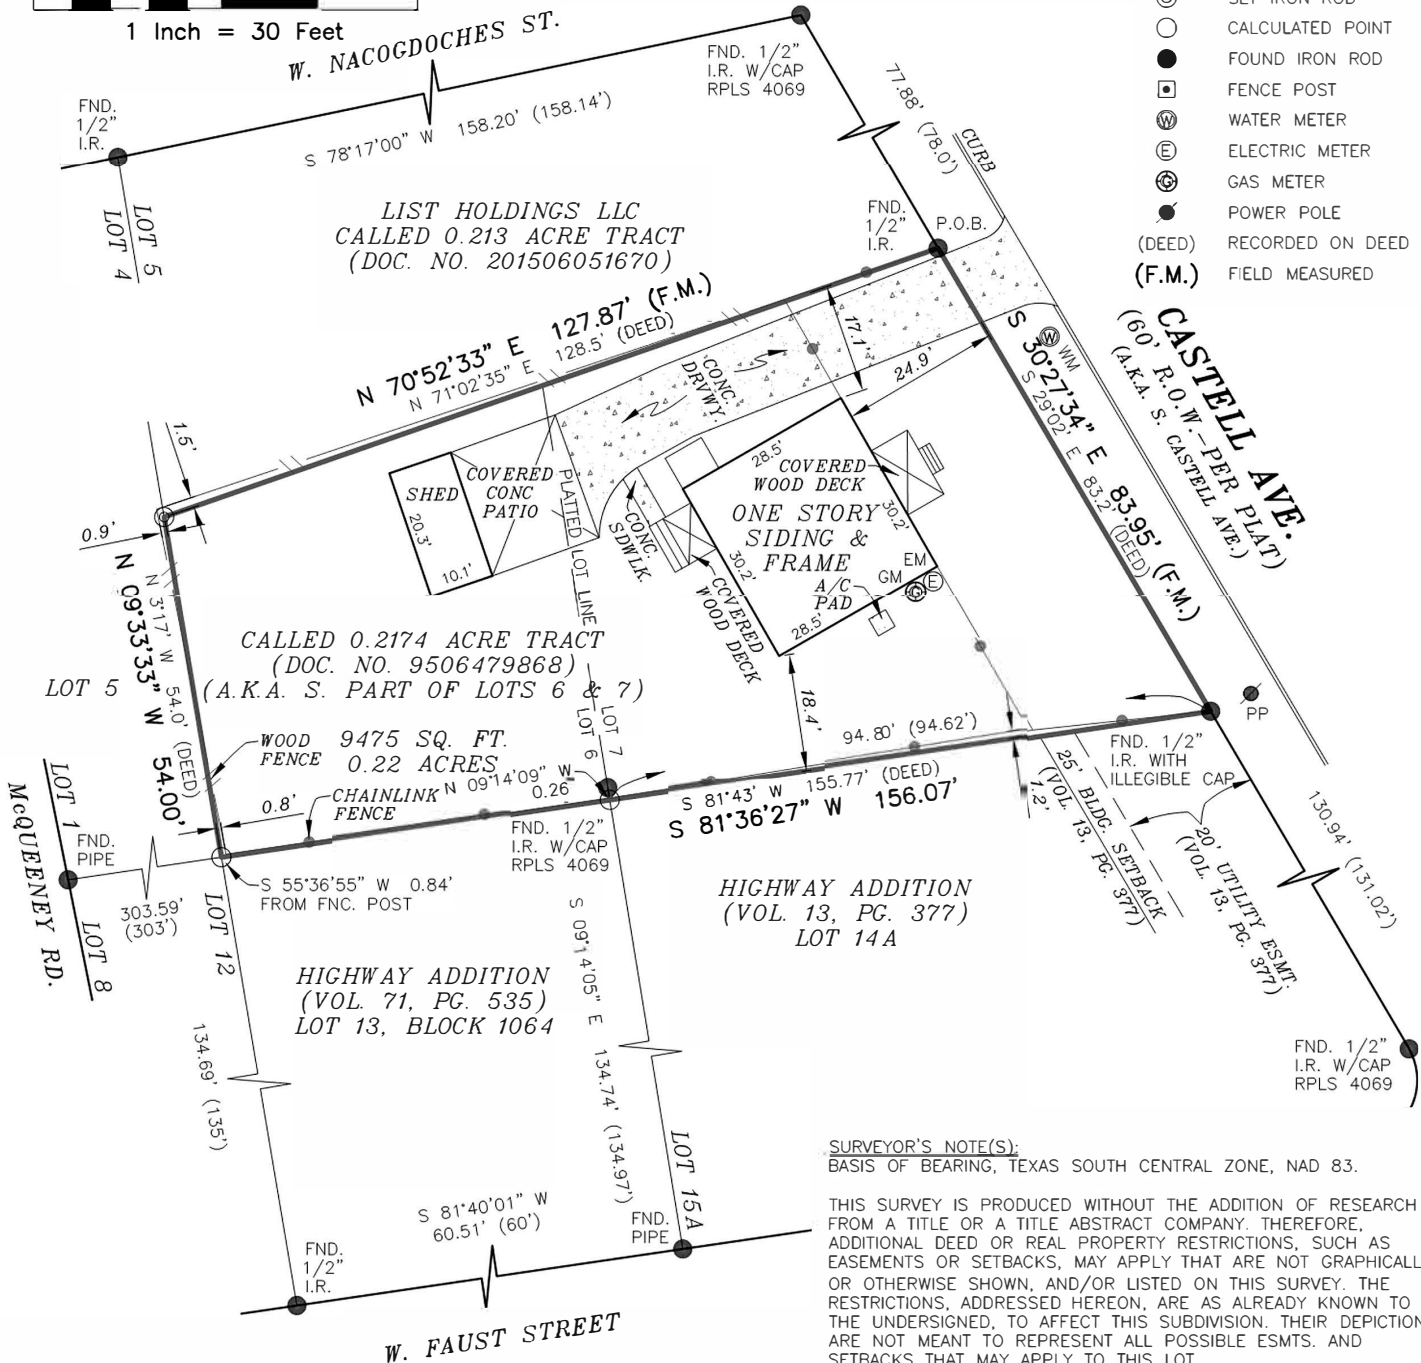 1 Inch = 30 Feet
W. NACOGDOCHES ST.
FND. 1/2"
I.R. W/CAP
RPLS 4069
CALCULATED POINT
FOUND IRON ROD
FENCE POST
W WATER METER
E ELECTRIC METER
G GAS METER
POWER POLE
(DEED) RECORDED ON DEED
(F.M.) FIELD MEASURED
FND.
1/2"
I.R.
S 78°17'00" W 158.20' (158.14')
77.88'
(78.0')
CURB
LOT 5
LOT 4
LIST HOLDINGS LLC
CALLED 0.213 ACRE TRACT
(DOC. NO. 201506051670)
FND.
1/2"
I.R.
P.O.B.
N 70°52'33" E 127.87' (F.M.)
N 71°02'35" E 128.5' (DEED)
CONC.
DRVWY.
17.1'
24.9'
W WM
S 30°27'34" E 83.95' (F.M.)
S 29°02' E 83.2' (DEED)
CASTELL AVE.
(60' R.O.W.-PER PLAT)
(A.K.A. S. CASTELL AVE.)
1.5'
0.9'
SHED
20.3'
10.1'
COVERED
CONC
PATIO
PLATTED LOT LINE
CONC.
SDWLK.
28.5'
COVERED
WOOD DECK
ONE STORY
SIDING &
FRAME
30.2'
30.2'
28.5'
EM
GM
G E
A/C
PAD
COVERED
WOOD DECK
N 09°33'33" W 54.00'
N 3°17' W 54.0' (DEED)
CALLED 0.2174 ACRE TRACT
(DOC. NO. 9506479868)
(A.K.A. S. PART OF LOTS 6 & 7)
LOT 5
WOOD
FENCE
9475 SQ. FT.
0.22 ACRES
LOT 6
LOT 7
18.4'
94.80' (94.62')
PP
CHAINLINK
FENCE
0.8'
N 09°14'09" W
0.26'
FND. 1/2"
I.R. W/CAP
RPLS 4069
S 81°43' W 155.77' (DEED)
S 81°36'27" W 156.07'
1.2'
FND. 1/2"
I.R. WITH
ILLEGIBLE CAP
25' BLDG. SETBACK
(VOL. 13, PG. 377)
20' UTILITY ESMT.
(VOL. 13, PG. 377)
130.94' (131.02')
LOT 1
LOT 8
McQUEENEY RD.
FND.
PIPE
303.59'
(303')
S 55°36'55" W 0.84'
FROM FNC. POST
LOT 12
HIGHWAY ADDITION
(VOL. 71, PG. 535)
LOT 13, BLOCK 1064
S 09°14'05" E 134.74' (134.97')
HIGHWAY ADDITION
(VOL. 13, PG. 377)
LOT 14A
134.69' (135')
FND. 1/2"
I.R. W/CAP
RPLS 4069
LOT 15A
S 81°40'01" W
60.51' (60')
FND.
PIPE
FND.
1/2"
I.R.
W. FAUST STREET
SURVEYOR'S NOTE(S):
BASIS OF BEARING, TEXAS SOUTH CENTRAL ZONE, NAD 83.
THIS SURVEY IS PRODUCED WITHOUT THE ADDITION OF RESEARCH
FROM A TITLE OR A TITLE ABSTRACT COMPANY. THEREFORE,
ADDITIONAL DEED OR REAL PROPERTY RESTRICTIONS, SUCH AS
EASEMENTS OR SETBACKS, MAY APPLY THAT ARE NOT GRAPHICALL
OR OTHERWISE SHOWN, AND/OR LISTED ON THIS SURVEY. THE
RESTRICTIONS, ADDRESSED HEREON, ARE AS ALREADY KNOWN TO
THE UNDERSIGNED, TO AFFECT THIS SUBDIVISION. THEIR DEPICTION
ARE NOT MEANT TO REPRESENT ALL POSSIBLE ESMTS. AND
SETBACKS THAT MAY APPLY TO THIS LOT